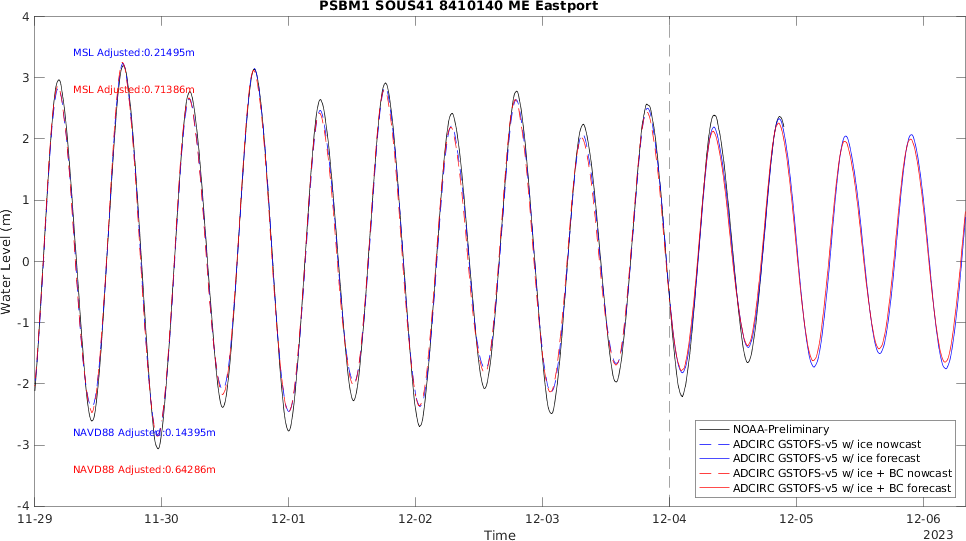 PSBM1 SOUS41 8410140 ME Eastport
4
3
2
1
0
-1
-2
-3
-4
Water Level (m)
MSL Adjusted:0.21495m
MSL Adjusted:0.71386m
NAVD88 Adjusted:0.14395m
NAVD88 Adjusted:0.64286m
NOAA-Preliminary
ADCIRC GSTOFS-v5 w/ ice nowcast
ADCIRC GSTOFS-v5 w/ ice forecast
ADCIRC GSTOFS-v5 w/ ice + BC nowcast
ADCIRC GSTOFS-v5 w/ ice + BC forecast
11-29 11-30 12-01 12-02 12-03 12-04 12-05 12-06
Time
2023